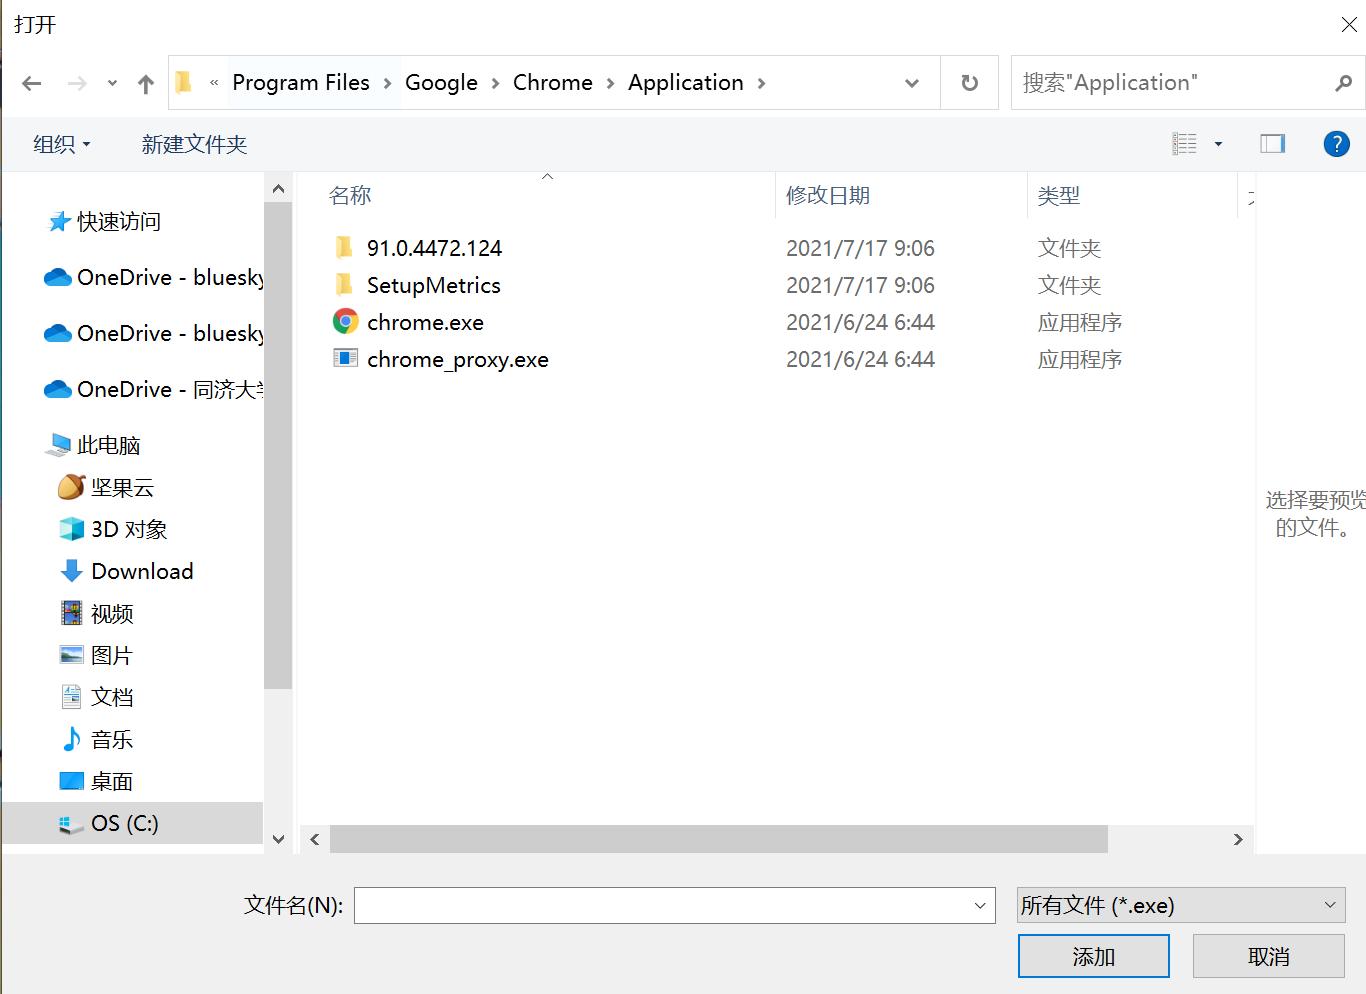 打开
« Program Files › Google › Chrome › Application ›
搜索"Application"
组织
新建文件夹
?
名称 修改日期 类型
快速访问
OneDrive - bluesky
OneDrive - bluesky
OneDrive - 同济大学
此电脑
坚果云
3D 对象
Download
视频
图片
文档
音乐
桌面
OS (C:)
91.0.4472.124 2021/7/17 9:06 文件夹
SetupMetrics 2021/7/17 9:06 文件夹
chrome.exe 2021/6/24 6:44 应用程序
chrome_proxy.exe 2021/6/24 6:44 应用程序
选择要预览
的文件。
文件名(N):
所有文件 (*.exe)
添加
取消